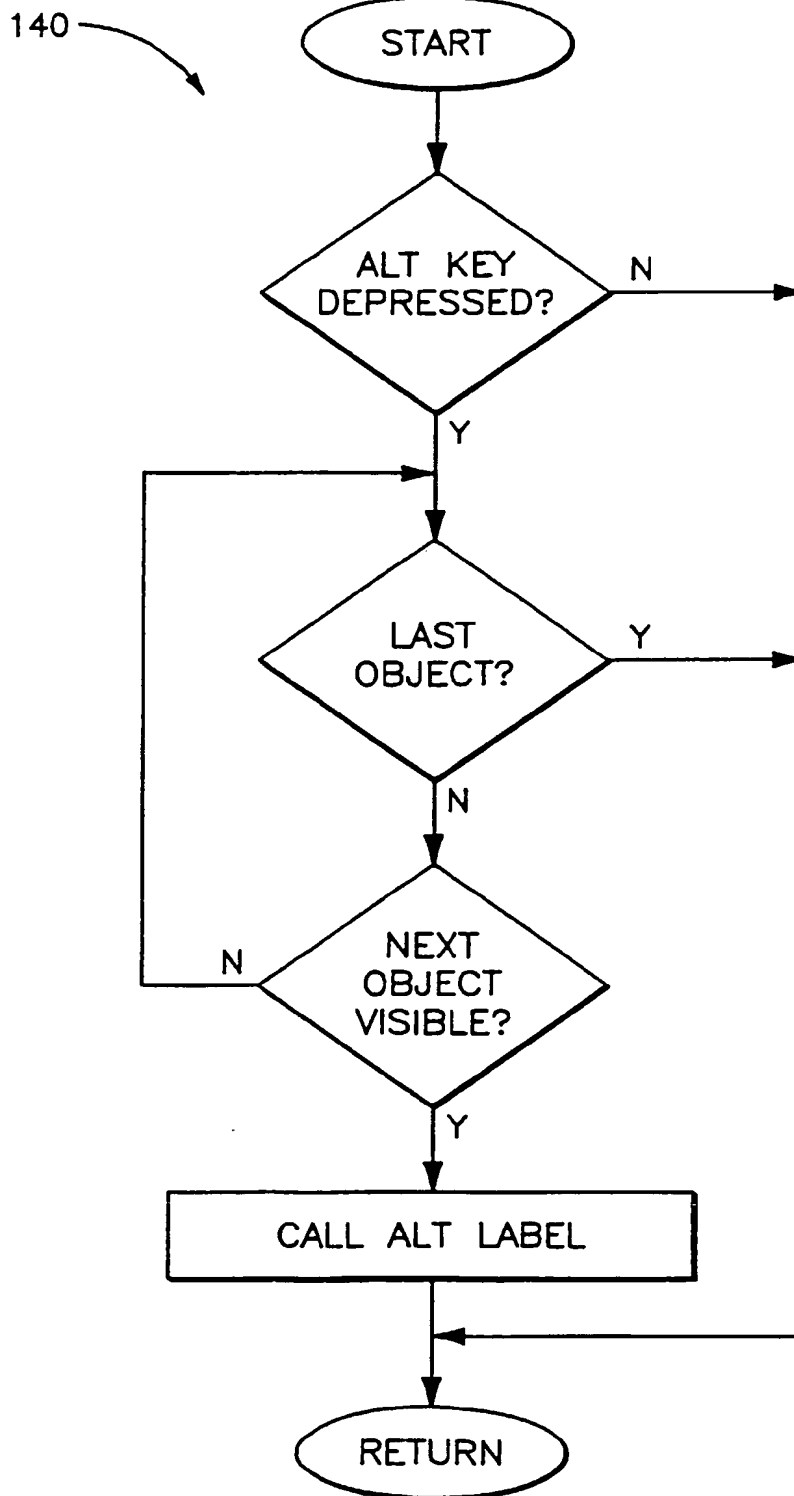 140
START
ALT KEY
DEPRESSED?
N
Y
LAST
OBJECT?
Y
N
NEXT
OBJECT
VISIBLE?
N
Y
CALL ALT LABEL
RETURN